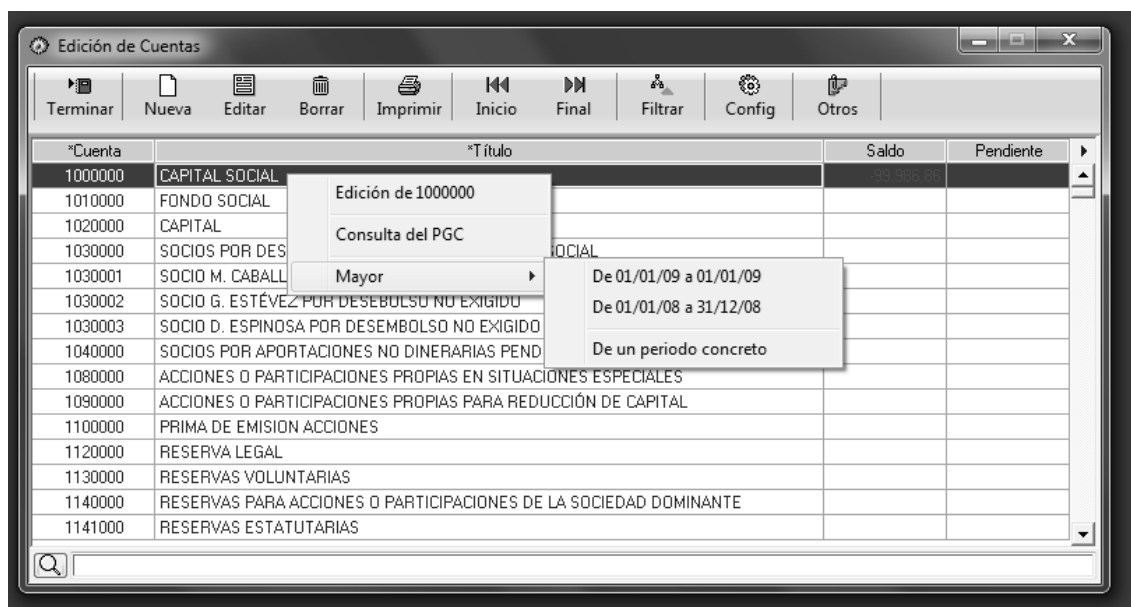 Edición de Cuentas
Terminar Nueva Editar Borrar Imprimir Inicio Final Filtrar Config Otros
*Cuenta *Título Saldo Pendiente
1000000 CAPITAL SOCIAL -99.986,86
1010000 FONDO SOCIAL
Edición de 1000000
1020000 CAPITAL
Consulta del PGC
1030000 SOCIOS POR DES OCIAL
1030001 SOCIO M. CABALL
Mayor
De 01/01/09 a 01/01/09
1030002 SOCIO G. ESTÉVEZ POR DESEBOLSO NO EXIGIDO
De 01/01/08 a 31/12/08
1030003 SOCIO D. ESPINOSA POR DESEMBOLSO NO EXIGIDO
1040000 SOCIOS POR APORTACIONES NO DINERARIAS PEND
De un periodo concreto
1080000 ACCIONES O PARTICIPACIONES PROPIAS EN SITUACIONES ESPECIALES
1090000 ACCIONES O PARTICIPACIONES PROPIAS PARA REDUCCIÓN DE CAPITAL
1100000 PRIMA DE EMISION ACCIONES
1120000 RESERVA LEGAL
1130000 RESERVAS VOLUNTARIAS
1140000 RESERVAS PARA ACCIONES O PARTICIPACIONES DE LA SOCIEDAD DOMINANTE
1141000 RESERVAS ESTATUTARIAS